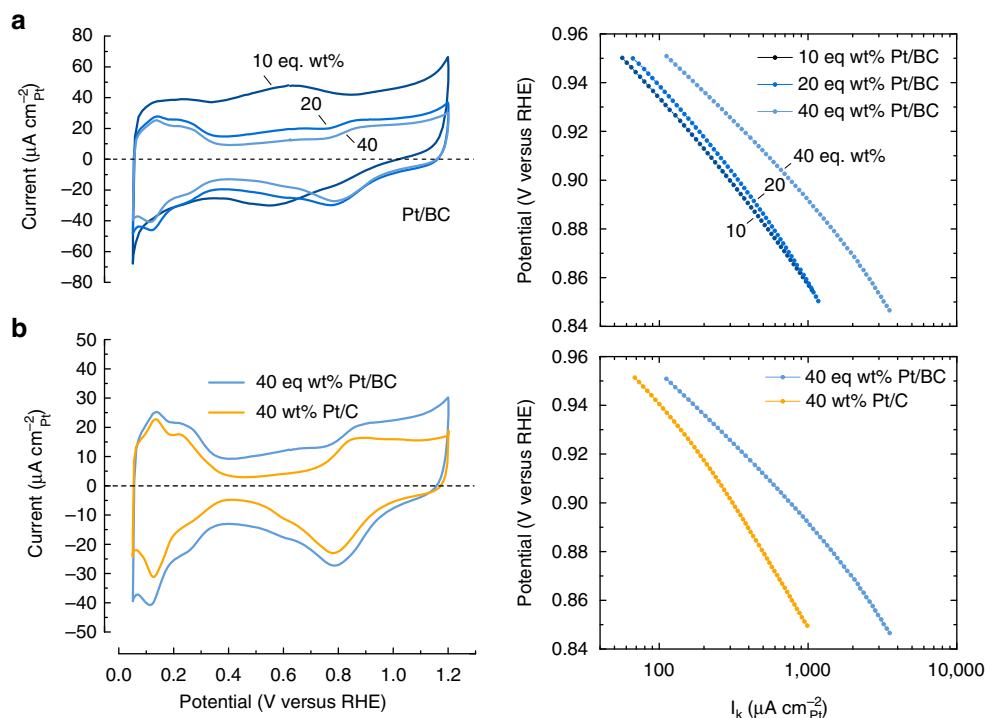 a
60
80
40
20
0
−20
−40
−60
−80
Current (µA cm−2Pt)
10 eq. wt%
20
40
Pt/BC
0.96
0.94
0.92
0.90
0.88
0.86
0.84
Potential (V versus RHE)
10 eq wt% Pt/BC
20 eq wt% Pt/BC
40 eq wt% Pt/BC
40 eq. wt%
20
10
b
50
40
30
20
10
0
−10
−20
−30
−40
−50
Current (µA cm−2Pt)
40 eq wt% Pt/BC
40 wt% Pt/C
0.0 0.2 0.4 0.6 0.8 1.0 1.2
Potential (V versus RHE)
0.96
0.94
0.92
0.90
0.88
0.86
0.84
Potential (V versus RHE)
40 eq wt% Pt/BC
40 wt% Pt/C
100 1,000 10,000
Ik (µA cm−2Pt)